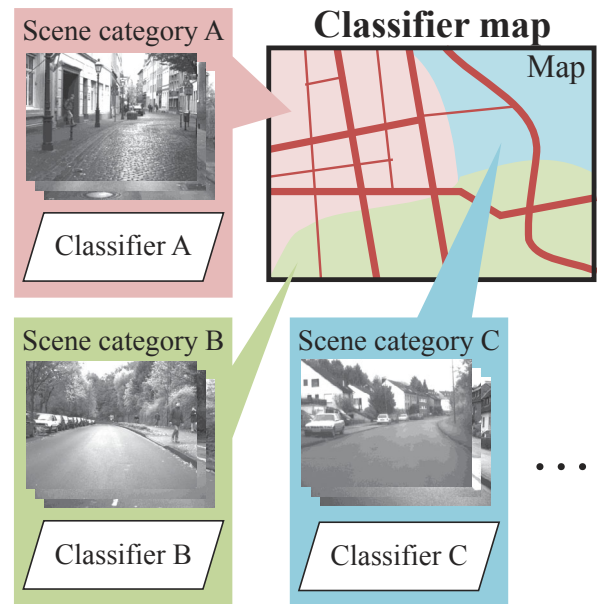 Scene category A
Classifier A
Classifier map
Map
Scene category B
Classifier B
Scene category C
Classifier C
...